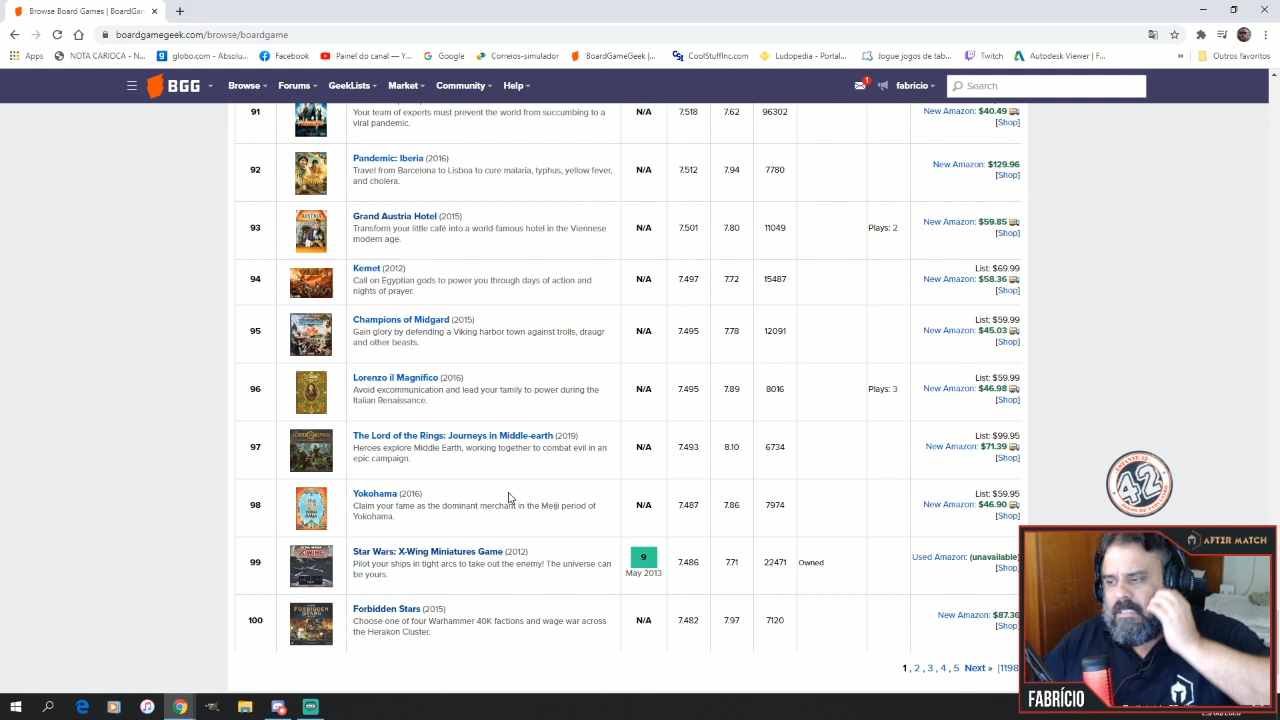 Browse Games | BoardGam
boardgamegeek.com/browse/boardgame
Apps
NOTA CARIOCA - N...
globo.com - Absolu...
Facebook
Painel do canal — Y...
Google
Correios-simulador
BoardGameGeek | B...
CoolStuffInc.com
Ludopedia - Portal...
Jogue jogos de tab...
Twitch
Autodesk Viewer | F...
»
Outros favoritos
BGG
Browse
Forums
GeekLists
Market
Community
Help
1
fabricio
Search
91
Your team of experts must prevent the world from succumbing to a
viral pandemic.
N/A 7.518 7.62 96302
New Amazon: $40.49
[Shop]
92
Pandemic: Iberia (2016)
Travel from Barcelona to Lisboa to cure malaria, typhus, yellow fever,
and cholera.
N/A 7.512 7.94 7780
New Amazon: $129.96
[Shop]
93
Grand Austria Hotel (2015)
Transform your little café into a world-famous hotel in the Viennese
modern age.
N/A 7.501 7.80 11049 Plays: 2
New Amazon: $59.85
[Shop]
94
Kemet (2012)
Call on Egyptian gods to power you through days of action and
nights of prayer.
N/A 7.497 7.72 15487
List: $69.99
New Amazon: $58.36
[Shop]
95
Champions of Midgard (2015)
Gain glory by defending a Viking harbor town against trolls, draugr
and other beasts.
N/A 7.495 7.78 12091
List: $59.99
New Amazon: $45.03
[Shop]
96
Lorenzo il Magnifico (2016)
Avoid excommunication and lead your family to power during the
Italian Renaissance.
N/A 7.495 7.89 8016 Plays: 3
List: $59.99
New Amazon: $46.98
[Shop]
97
The Lord of the Rings: Journeys in Middle-earth (2019)
Heroes explore Middle Earth, working together to combat evil in an
epic campaign.
N/A 7.493 8.10 6734
List: $99.95
New Amazon: $71.39
[Shop]
98
Yokohama (2016)
Claim your fame as the dominant merchant in the Meiji period of
Yokohama.
N/A 7.487 7.86 7974
List: $59.95
New Amazon: $46.90
[Shop]
99
Star Wars: X-Wing Miniatures Game (2012)
Pilot your ships in tight arcs to take out the enemy! The universe can
be yours.
9
May 2013
7.486 7.71 22471 Owned
Used Amazon: (unavailable)
[Shop]
100
Forbidden Stars (2015)
Choose one of four Warhammer 40K factions and wage war across
the Herakon Cluster.
N/A 7.482 7.97 7120
New Amazon: $87.36
[Shop]
1 , 2 , 3 , 4 , 5 Next » [1198
ESTANTE 42
42
JOGOS DE TABULEIRO
AFTER MATCH
FABRÍCIO